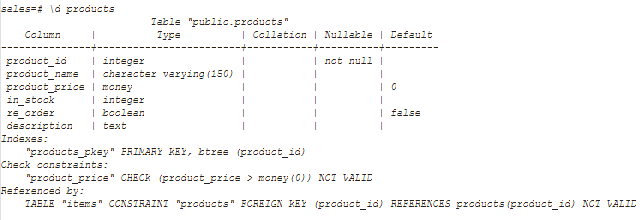 sales=# \d products
Table "public.products"
Column | Type | Collation | Nullable | Default
---------------+------------------------+-----------+----------+---------
product_id | integer | | not null |
product_name | character varying(150) | | |
product_price | money | | | 0
in_stock | integer | | |
re_order | boolean | | | false
description | text | | |
Indexes:
"products_pkey" PRIMARY KEY, btree (product_id)
Check constraints:
"product_price" CHECK (product_price > money(0)) NOT VALID
Referenced by:
TABLE "items" CONSTRAINT "products" FOREIGN KEY (product_id) REFERENCES products(product_id) NOT VALID